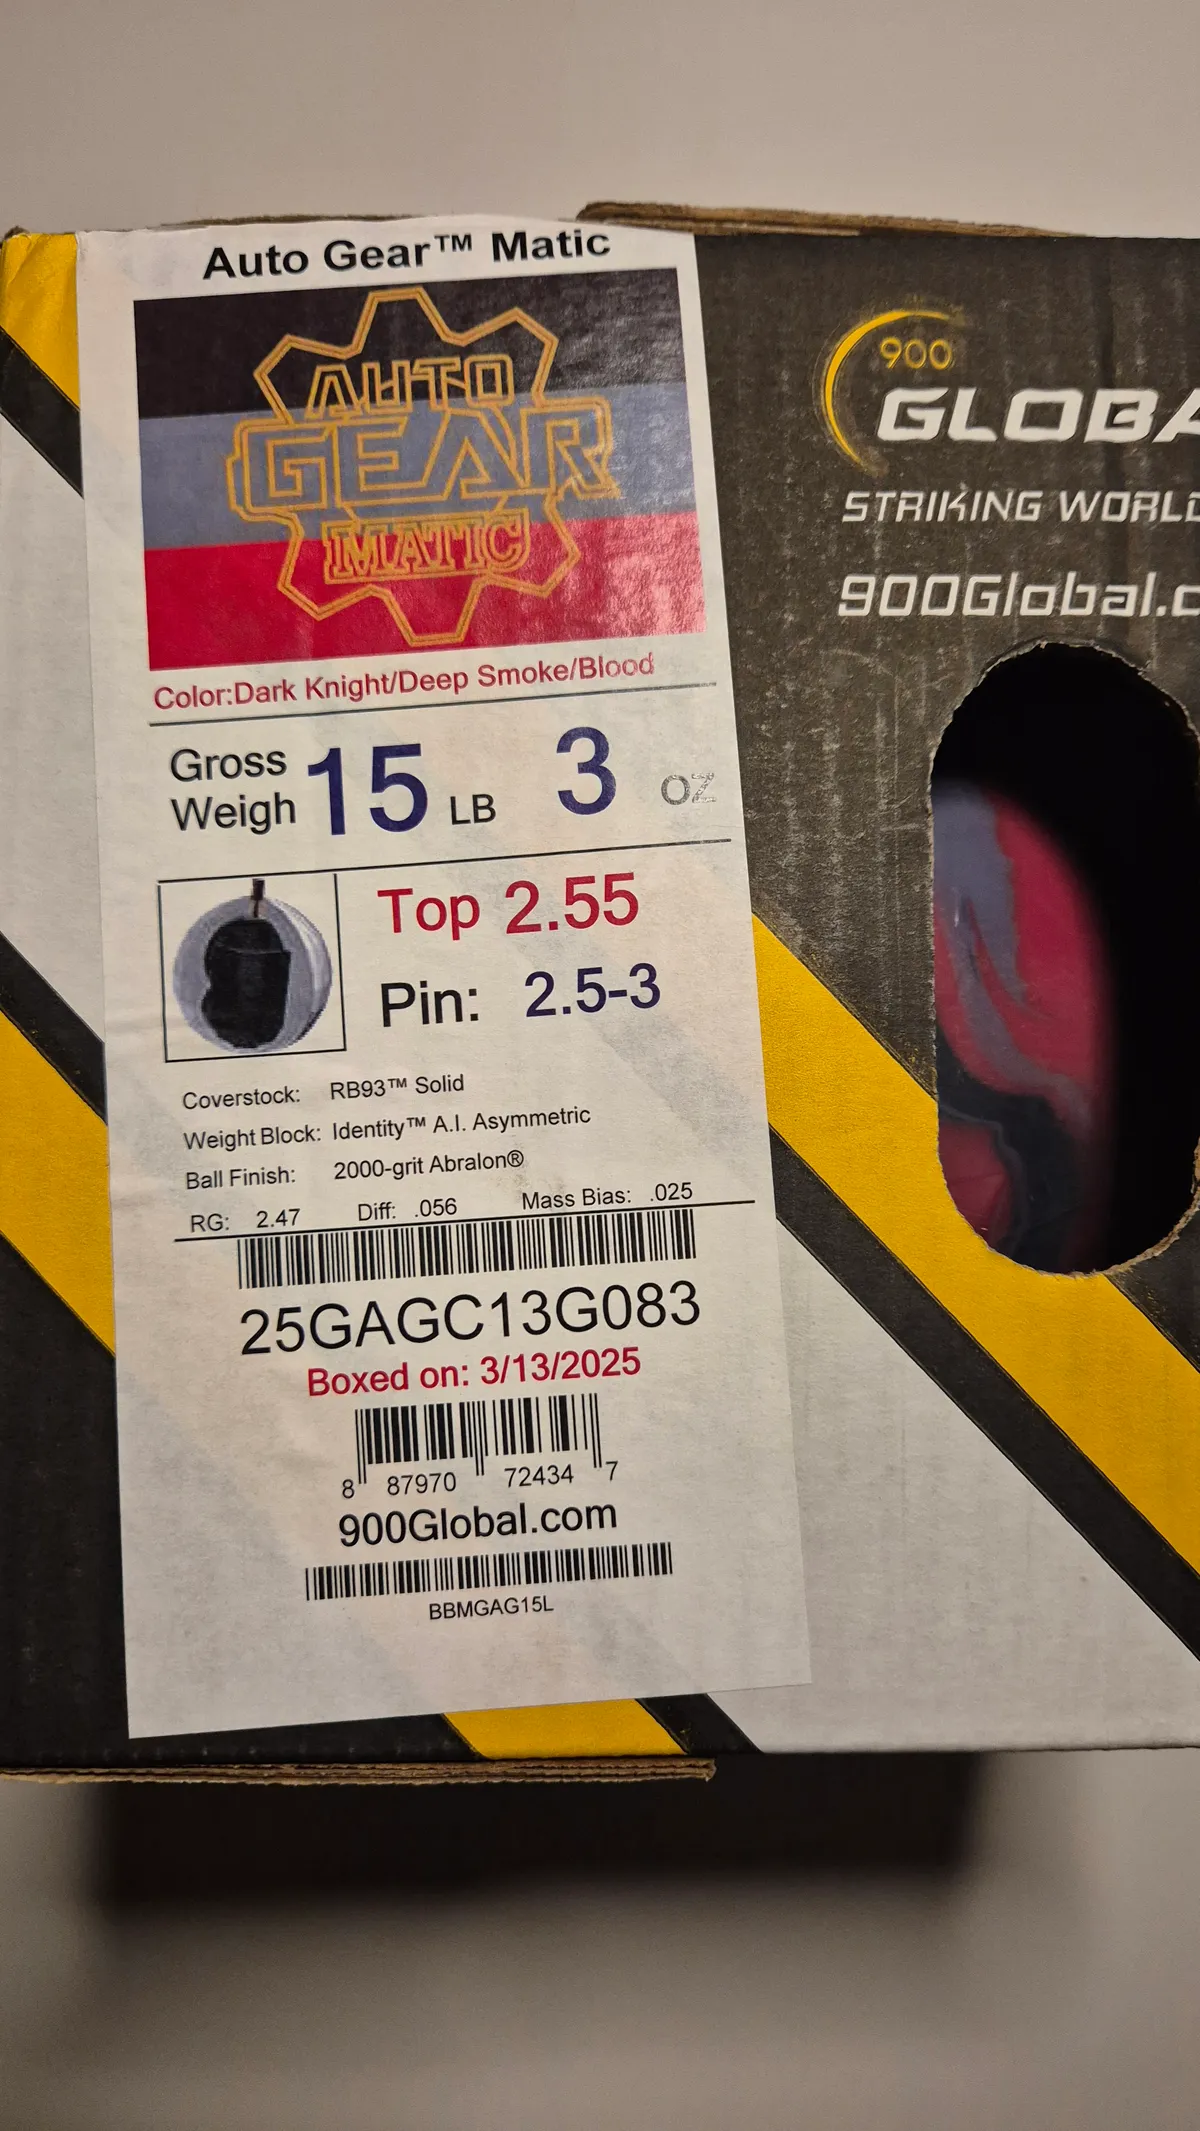 Auto Gear™ Matic
AUTO
GEAR
MATIC
Color:Dark Knight/Deep Smoke/Blood
Gross Weigh 15 LB 3 oz
Top 2.55
Pin: 2.5-3
Coverstock: RB93™ Solid
Weight Block: Identity™ A.I. Asymmetric
Ball Finish: 2000-grit Abralon®
RG: 2.47 Diff: .056 Mass Bias: .025
25GAGC13G083
Boxed on: 3/13/2025
8 87970 72434 7
900Global.com
BBMGAG15L
900
GLOBA
STRIKING WORLD
900Global.c